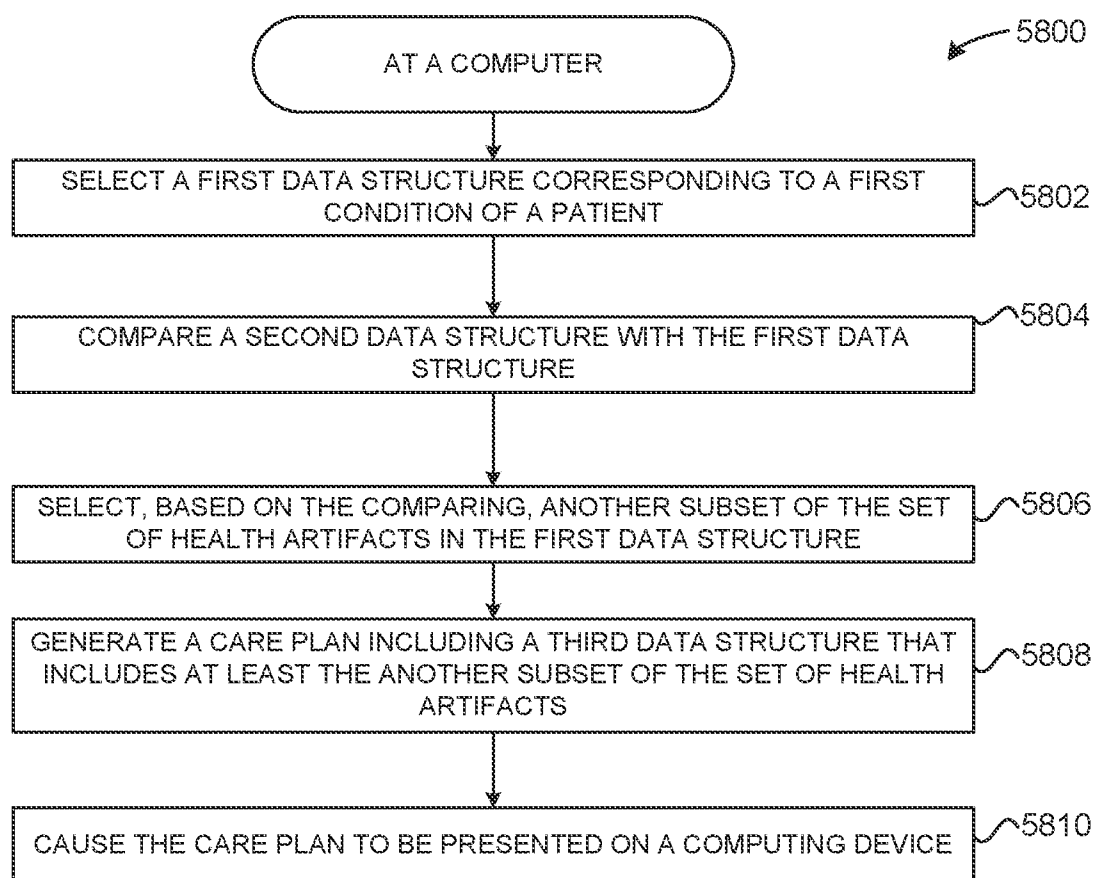 5800
AT A COMPUTER
SELECT A FIRST DATA STRUCTURE CORRESPONDING TO A FIRST
CONDITION OF A PATIENT
5802
COMPARE A SECOND DATA STRUCTURE WITH THE FIRST DATA
STRUCTURE
5804
SELECT, BASED ON THE COMPARING, ANOTHER SUBSET OF THE SET
OF HEALTH ARTIFACTS IN THE FIRST DATA STRUCTURE
5806
GENERATE A CARE PLAN INCLUDING A THIRD DATA STRUCTURE THAT
INCLUDES AT LEAST THE ANOTHER SUBSET OF THE SET OF HEALTH
ARTIFACTS
5808
CAUSE THE CARE PLAN TO BE PRESENTED ON A COMPUTING DEVICE
5810